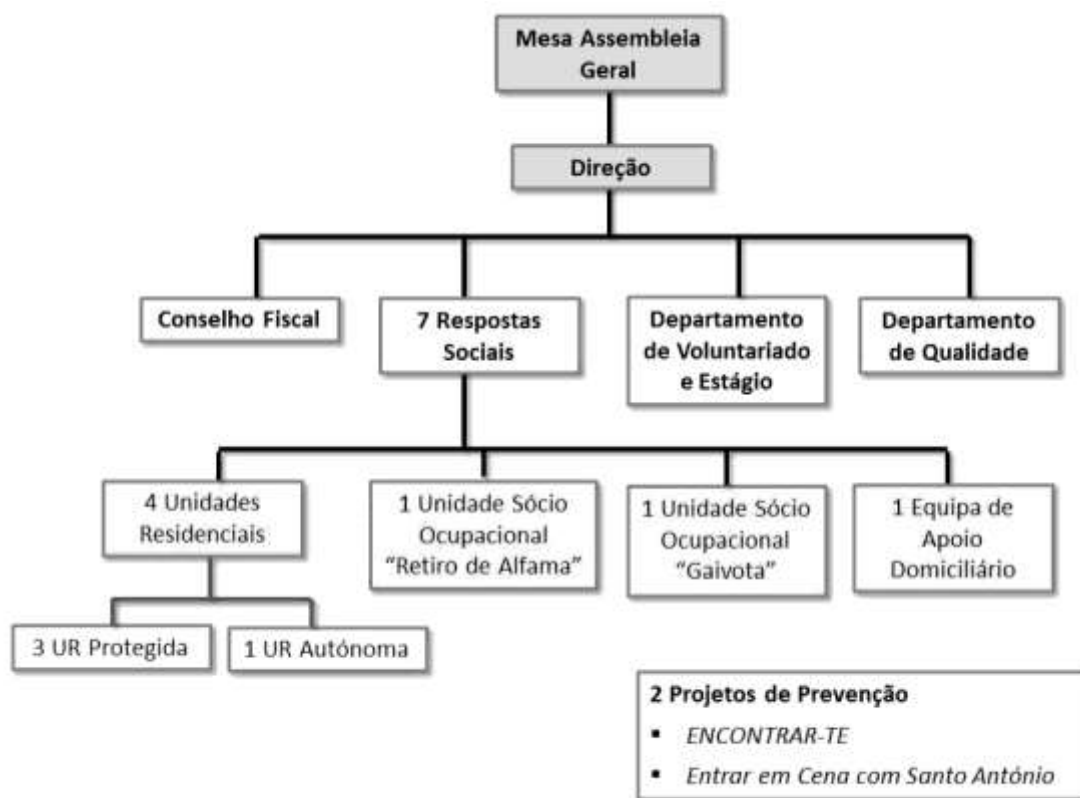 Mesa Assembleia
Geral
Direção
Conselho Fiscal
7 Respostas
Sociais
Departamento
de Voluntariado
e Estágio
Departamento
de Qualidade
4 Unidades
Residenciais
1 Unidade Sócio
Ocupacional
“Retiro de Alfama”
1 Unidade Sócio
Ocupacional
“Gaivota”
1 Equipa de
Apoio
Domiciliário
3 UR Protegida
1 UR Autónoma
2 Projetos de Prevenção
▪ ENCONTRAR-TE
▪ Entrar em Cena com Santo António